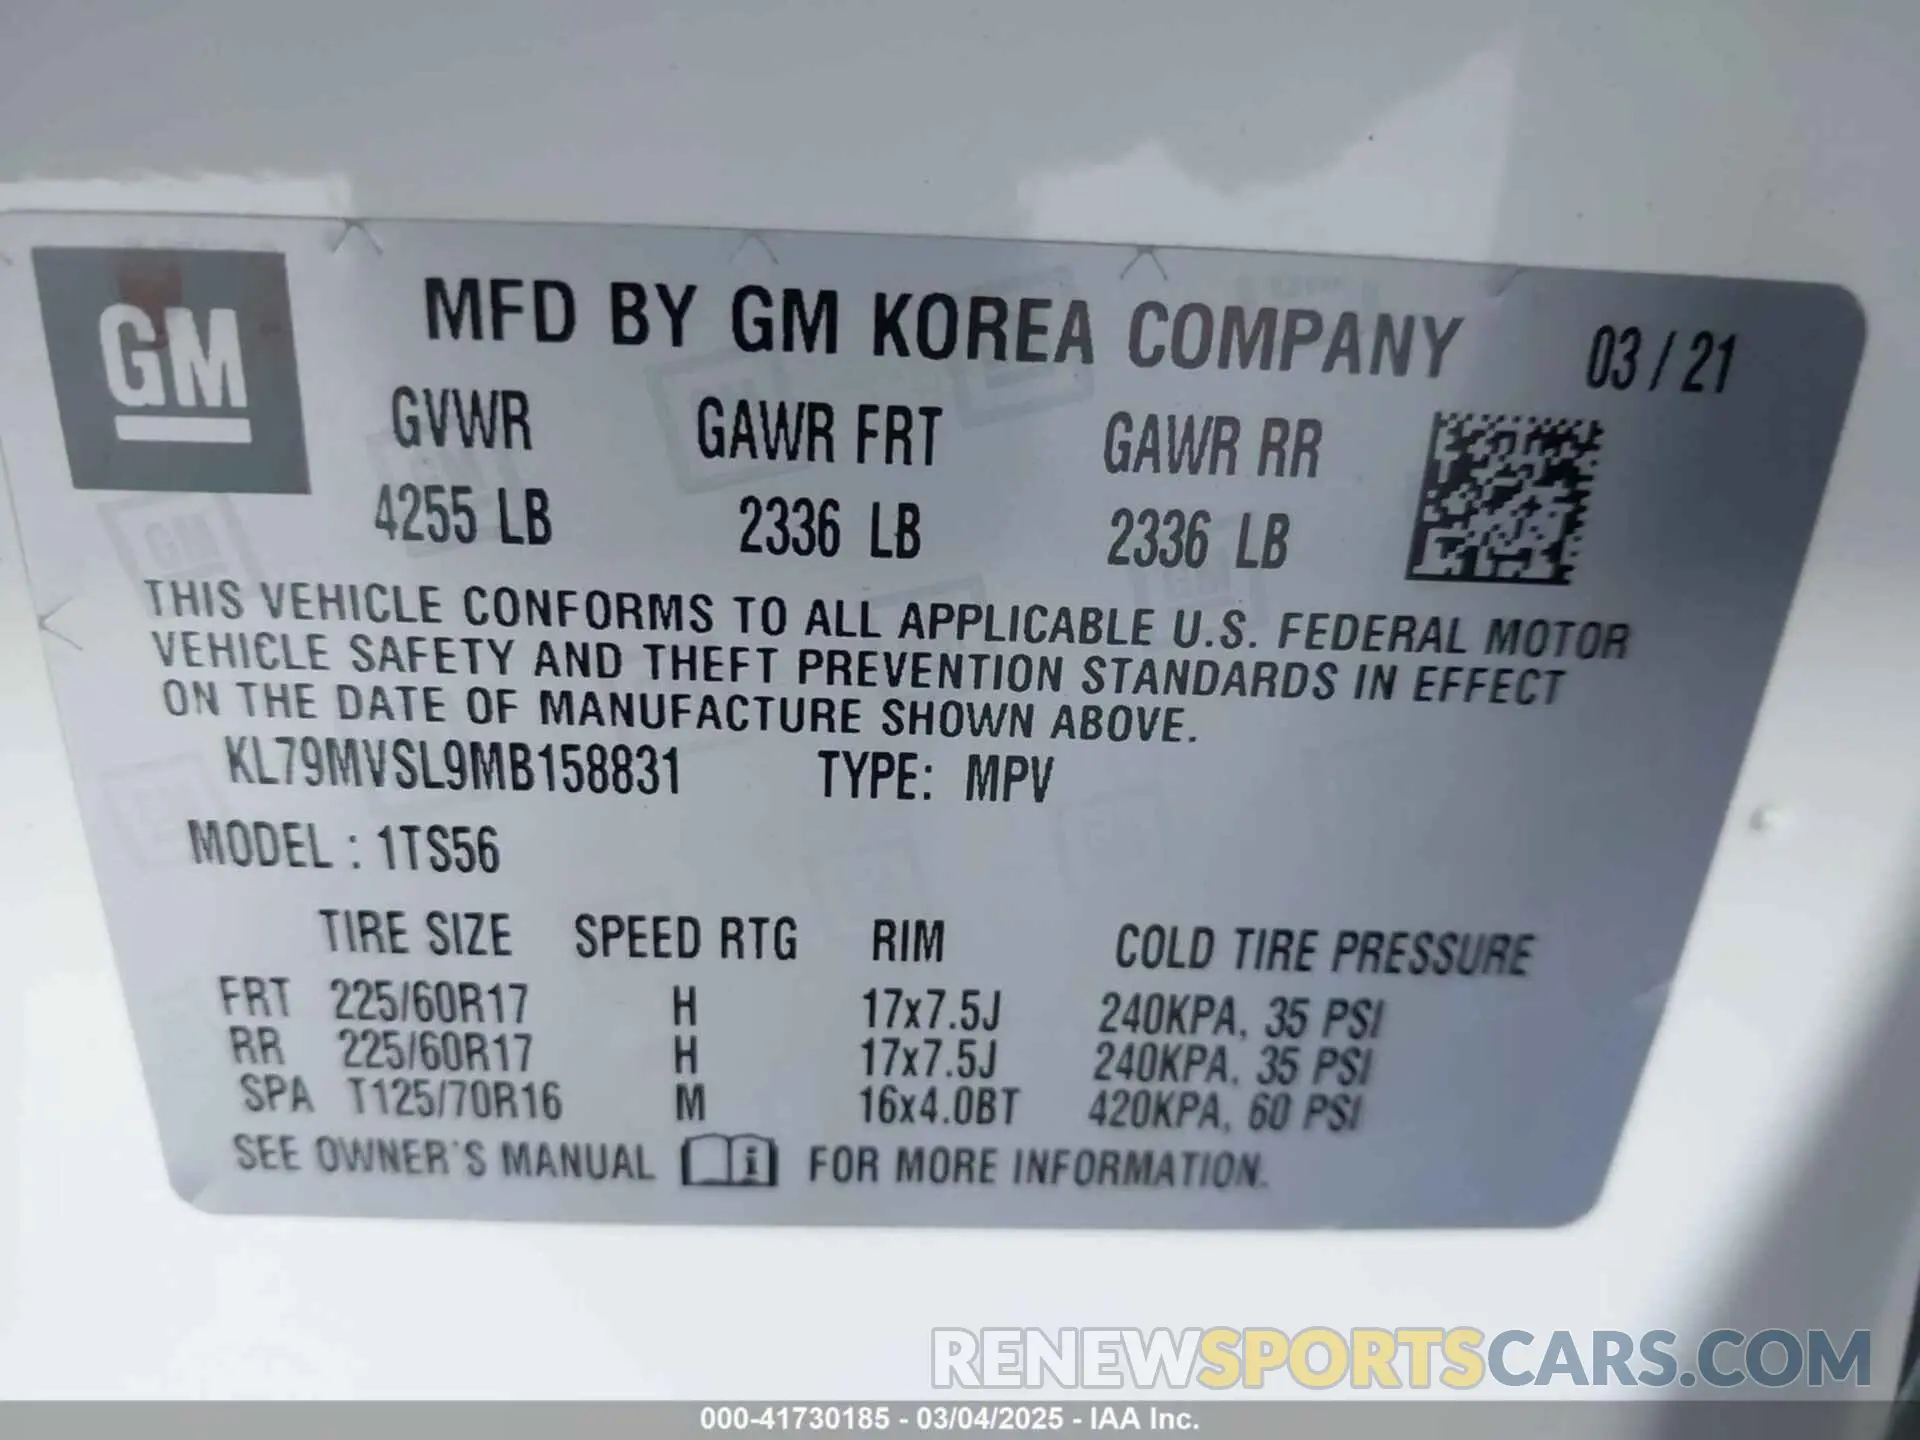 GM
MFD BY GM KOREA COMPANY 03 / 21
GVWR GAWR FRT GAWR RR
4255 LB 2336 LB 2336 LB
THIS VEHICLE CONFORMS TO ALL APPLICABLE U.S. FEDERAL MOTOR
VEHICLE SAFETY AND THEFT PREVENTION STANDARDS IN EFFECT
ON THE DATE OF MANUFACTURE SHOWN ABOVE.
KL79MVSL9MB158831 TYPE: MPV
MODEL : 1TS56
TIRE SIZE SPEED RTG RIM COLD TIRE PRESSURE
FRT 225/60R17 H 17x7.5J 240KPA, 35 PSI
RR 225/60R17 H 17x7.5J 240KPA, 35 PSI
SPA T125/70R16 M 16x4.0BT 420KPA, 60 PSI
SEE OWNER'S MANUAL i FOR MORE INFORMATION.
RENEWSPORTSCARS.COM
000-41730185 - 03/04/2025 - IAA Inc.